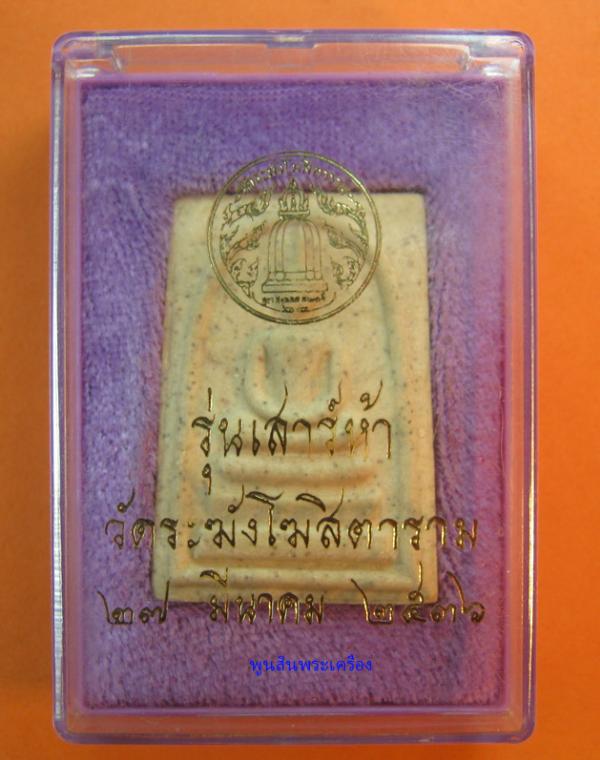 รุ่นเสาร์ห้า
วัดระฆังโฆสิตาราม
๒๗ มีนาคม ๒๕๓๖
พูนสินพระเครื่อง